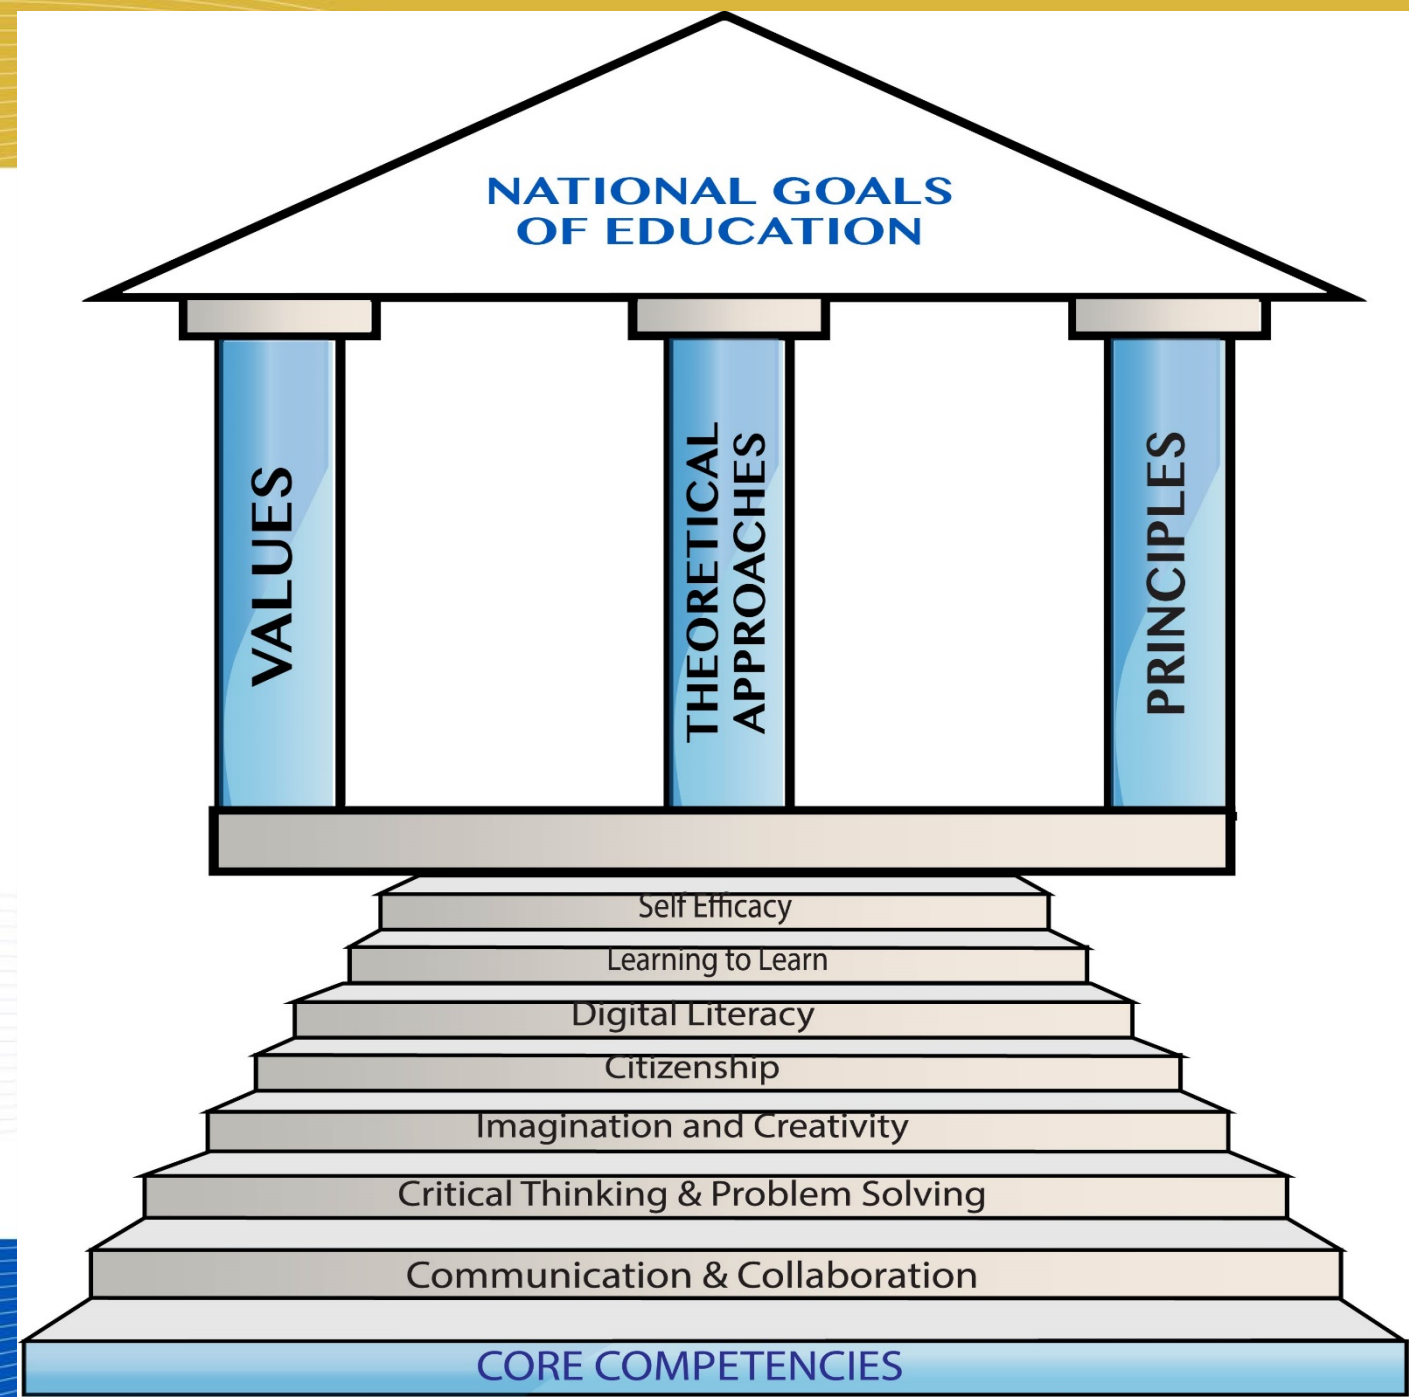 NATIONAL GOALS
OF EDUCATION
VALUES
THEORETICAL
APPROACHES
PRINCIPLES
Self Efficacy
Learning to Learn
Digital Literacy
Citizenship
Imagination and Creativity
Critical Thinking & Problem Solving
Communication & Collaboration
CORE COMPETENCIES